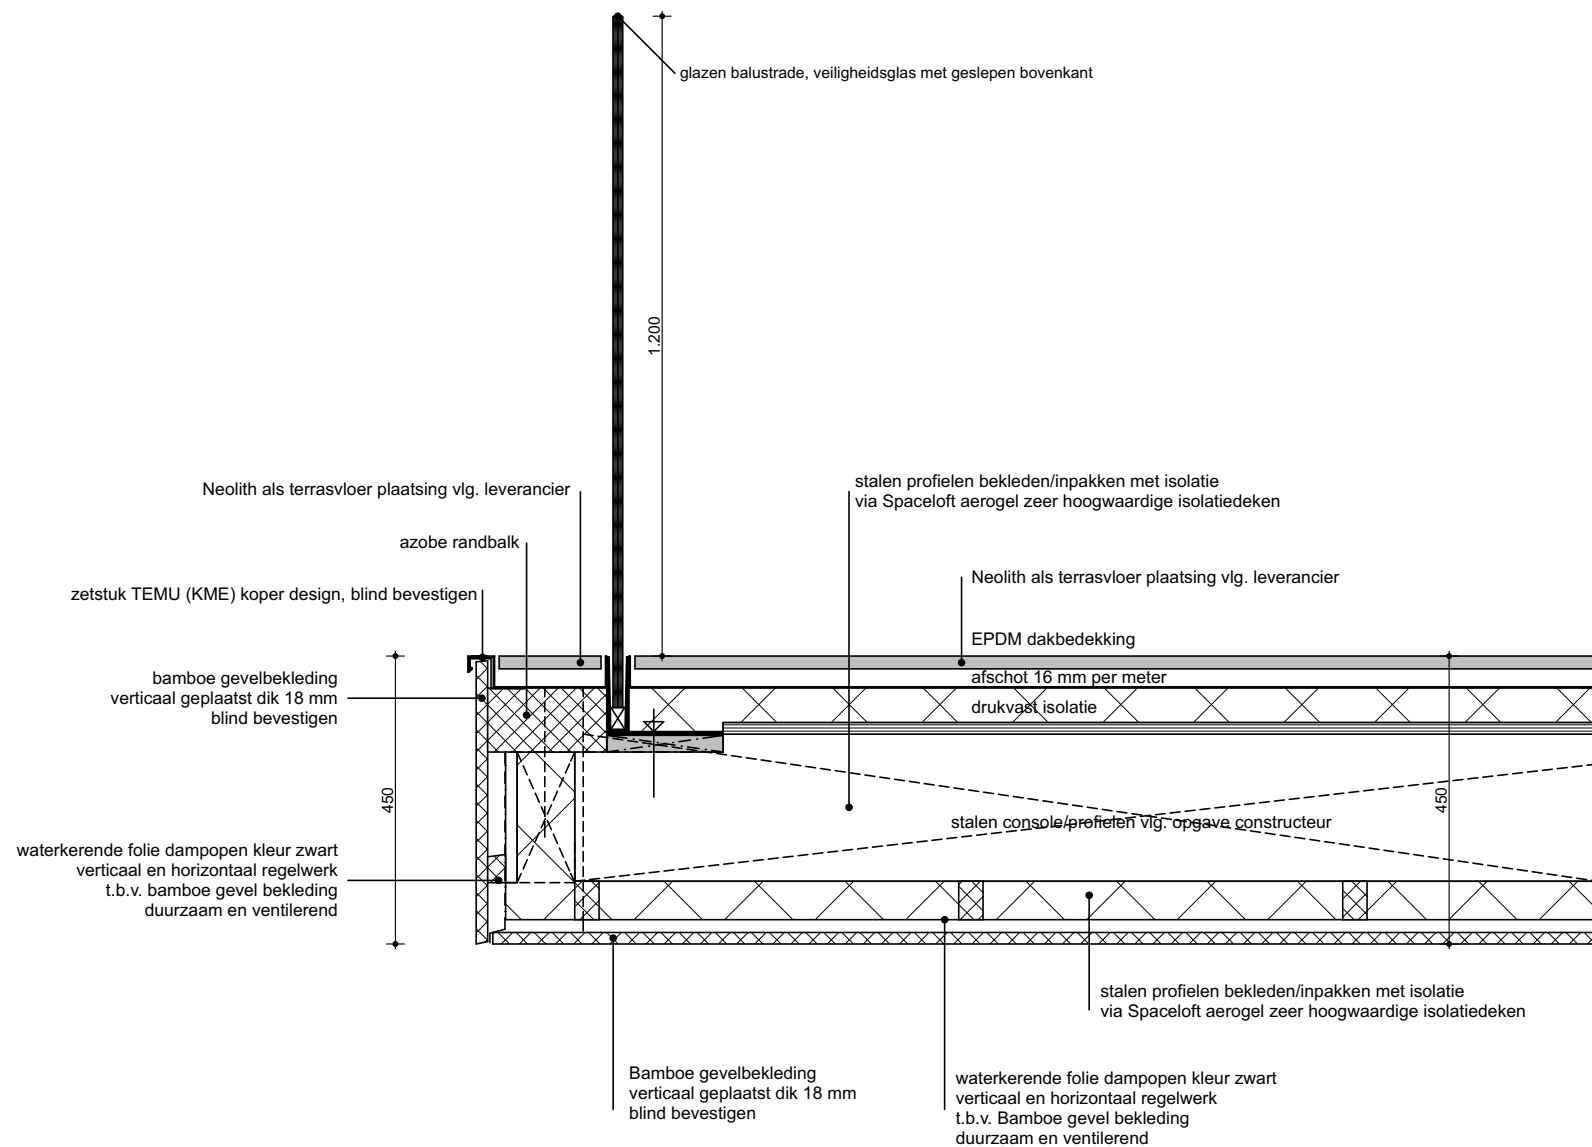 glazen balustrade, veiligheidsglas met geslepen bovenkant
1.200
Neolith als terrasvloer plaatsing vlg. leverancier
stalen profielen bekleden/inpakken met isolatie
via Spaceloft aerogel zeer hoogwaardige isolatiedeken
azobe randbalk
zetstuk TEMU (KME) koper design, blind bevestigen
Neolith als terrasvloer plaatsing vlg. leverancier
EPDM dakbedekking
afschot 16 mm per meter
drukvast isolatie
bamboe gevelbekleding
verticaal geplaatst dik 18 mm
blind bevestigen
450
450
stalen console/profielen vlg. opgave constructeur
waterkerende folie dampopen kleur zwart
verticaal en horizontaal regelwerk
t.b.v. bamboe gevel bekleding
duurzaam en ventilerend
stalen profielen bekleden/inpakken met isolatie
via Spaceloft aerogel zeer hoogwaardige isolatiedeken
Bamboe gevelbekleding
verticaal geplaatst dik 18 mm
blind bevestigen
waterkerende folie dampopen kleur zwart
verticaal en horizontaal regelwerk
t.b.v. Bamboe gevel bekleding
duurzaam en ventilerend